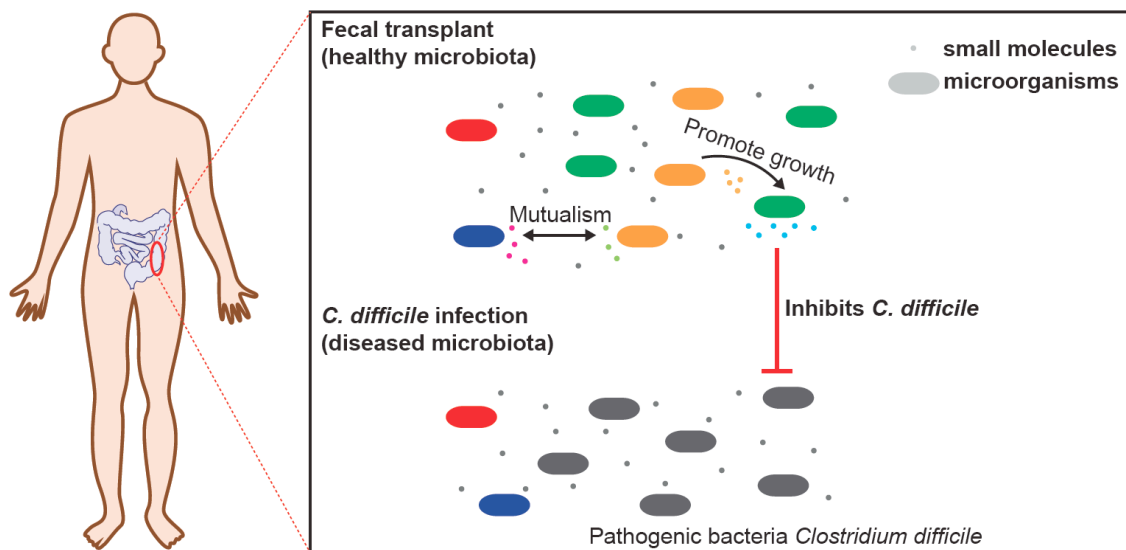 Fecal transplant
(healthy microbiota)
small molecules
microorganisms
Promote growth
Mutualism
Inhibits C. difficile
C. difficile infection
(diseased microbiota)
Pathogenic bacteria Clostridium difficile